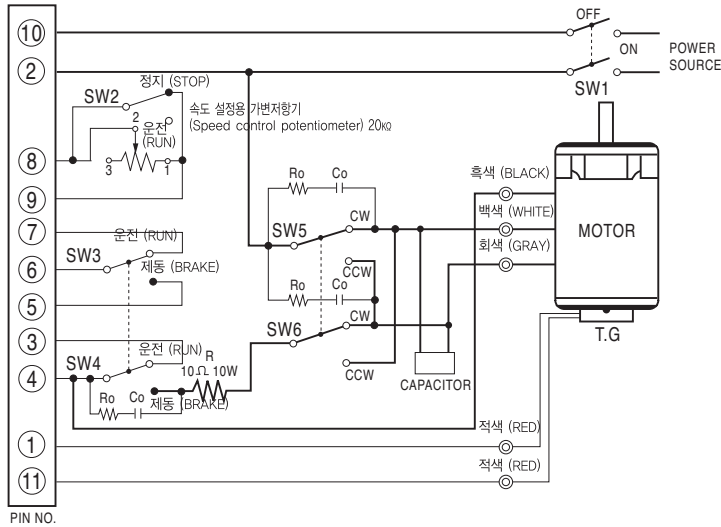 OFF
⑩
ON
POWER
SOURCE
②
SW1
정지 (STOP)
SW2
속도 설정용 가변저항기
(Speed control potentiometer) 20KΩ
2
운전
(RUN)
⑧
3
1
⑨
Ro
Co
흑색 (BLACK)
백색 (WHITE)
회색 (GRAY)
MOTOR
⑦
운전 (RUN)
SW3
제동 (BRAKE)
⑥
SW5
CW
CCW
⑤
Ro
Co
CW
③
SW6
T.G
운전 (RUN)
R
10Ω 10W
SW4
④
CCW
CAPACITOR
Ro
Co
제동 (BRAKE)
적색 (RED)
①
적색 (RED)
⑪
PIN NO.